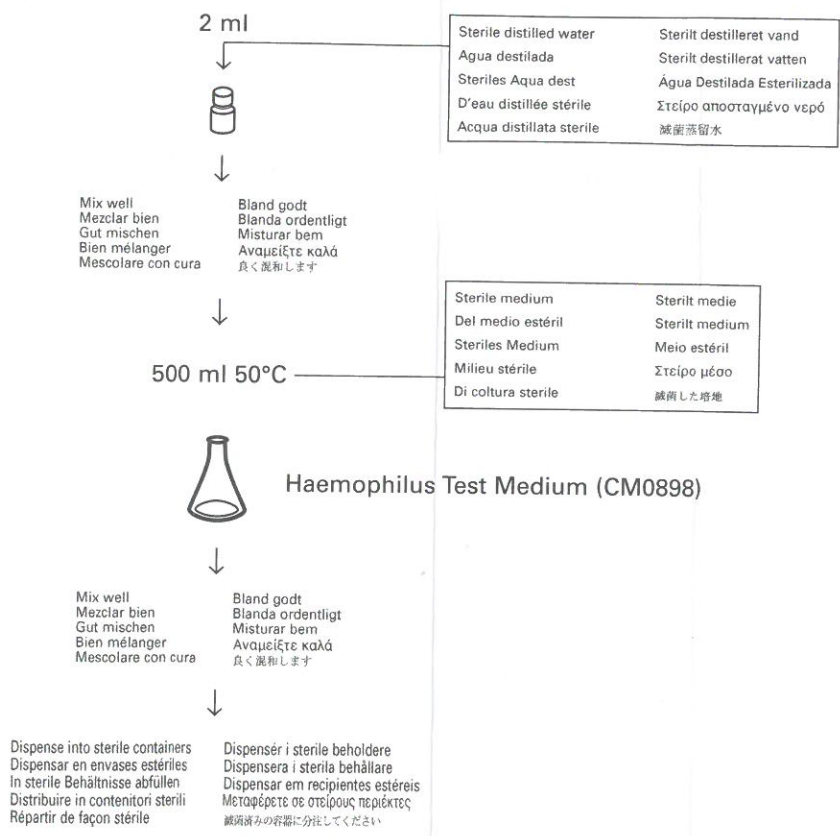 2 ml
Sterile distilled water
Agua destilada
Steriles Aqua dest
D'eau distillée stérile
Acqua distillata sterile
Sterilt destilleret vand
Sterilt destillerat vatten
Água Destilada Esterilizada
Στείρο αποσταγμένο νερό
滅菌蒸留水
Mix well
Mezclar bien
Gut mischen
Bien mélanger
Mescolare con cura
Bland godt
Blanda ordentligt
Misturar bem
Αναμείξτε καλά
良く混和します
500 ml 50°C
Sterile medium
Del medio estéril
Steriles Medium
Milieu stérile
Di coltura sterile
Sterilt medie
Sterilt medium
Meio estéril
Στείρο μέσο
滅菌した培地
Haemophilus Test Medium (CM0898)
Mix well
Mezclar bien
Gut mischen
Bien mélanger
Mescolare con cura
Bland godt
Blanda ordentligt
Misturar bem
Αναμείξτε καλά
良く混和します
Dispense into sterile containers
Dispensar en envases estériles
In sterile Behältnisse abfüllen
Distribuire in contenitori sterili
Répartir de façon stérile
Dispensér i sterile beholdere
Dispensera i sterila behållare
Dispensar em recipientes estéreis
Μεταφέρετε σε στείρους περιέκτες
滅菌済みの容器に分注してください